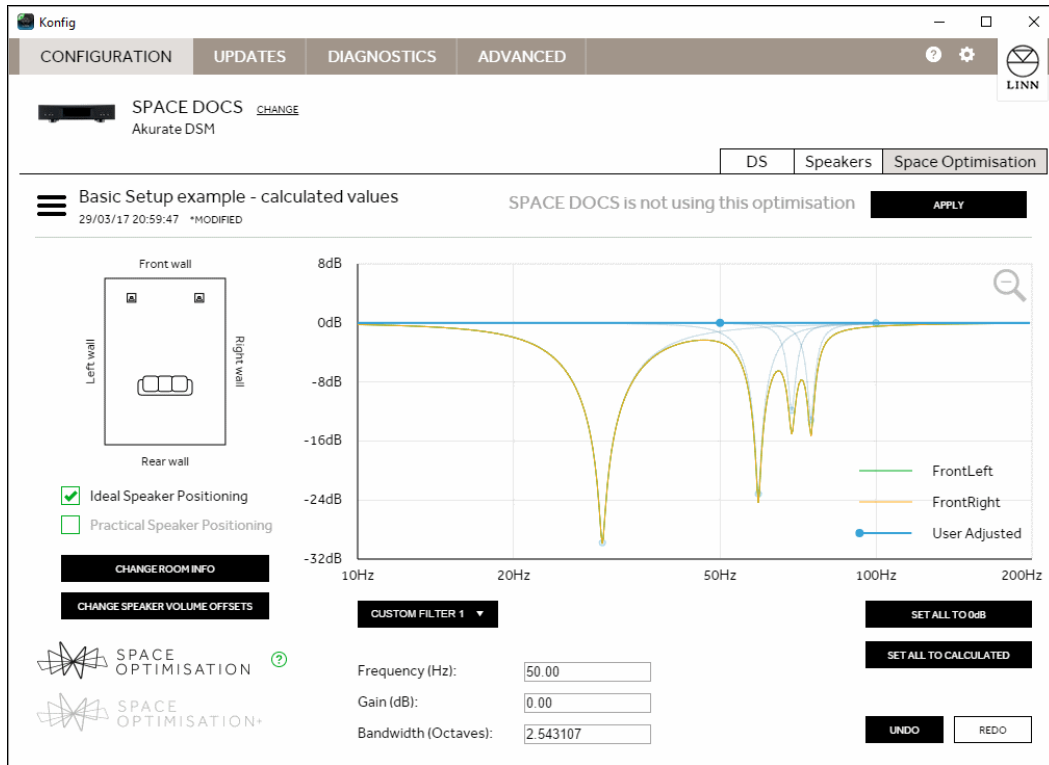 Konfig
CONFIGURATION UPDATES DIAGNOSTICS ADVANCED
?
LINN
SPACE DOCS CHANGE
Akurate DSM
DS Speakers Space Optimisation
Basic Setup example - calculated values
29/03/17 20:59:47 *MODIFIED
SPACE DOCS is not using this optimisation APPLY
Front wall
Left wall
Right wall
Rear wall
Ideal Speaker Positioning
Practical Speaker Positioning
CHANGE ROOM INFO
CHANGE SPEAKER VOLUME OFFSETS
SPACE
OPTIMISATION ?
SPACE
OPTIMISATION+
8dB
0dB
-8dB
-16dB
-24dB
-32dB
10Hz 20Hz 50Hz 100Hz 200Hz
FrontLeft
FrontRight
User Adjusted
CUSTOM FILTER 1 ▼
Frequency (Hz): 50.00
Gain (dB): 0.00
Bandwidth (Octaves): 2.543107
SET ALL TO 0dB
SET ALL TO CALCULATED
UNDO REDO